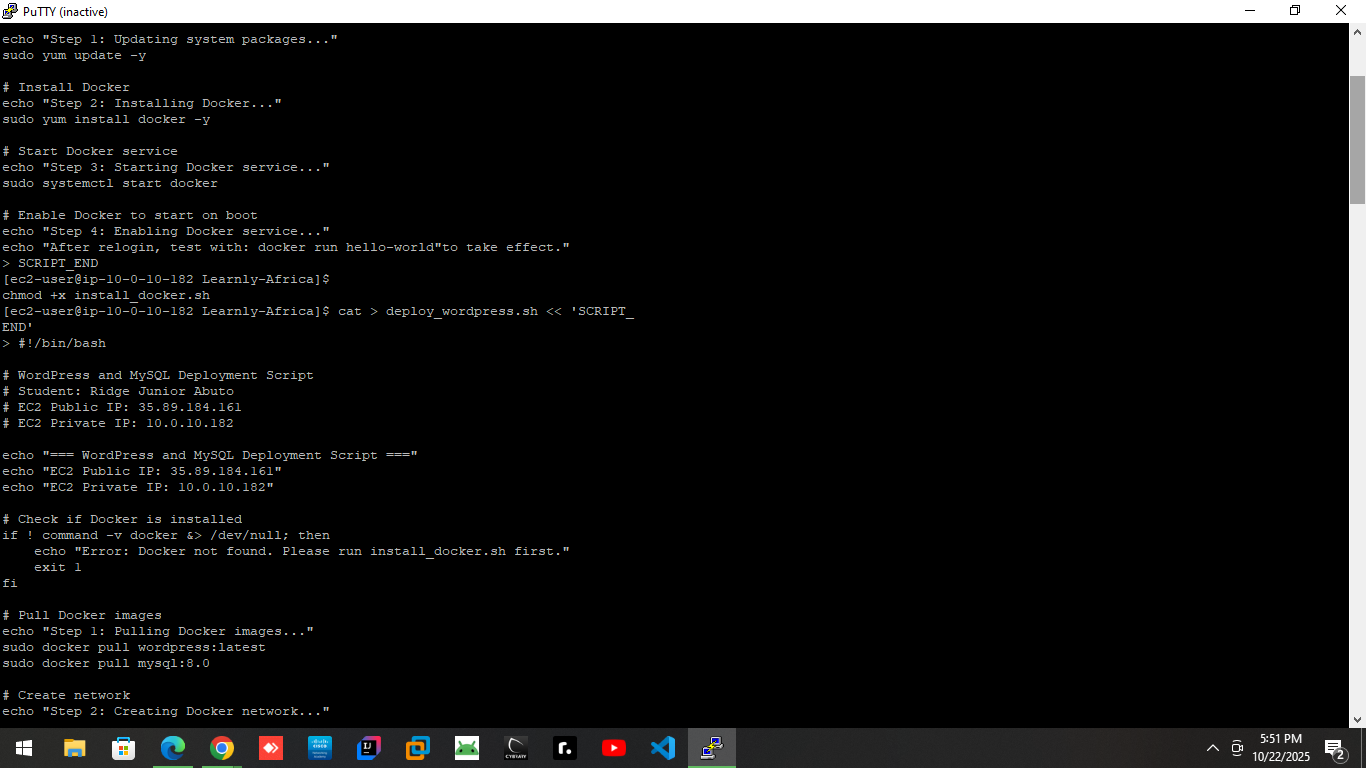 PuTTY (inactive)
echo "Step 1: Updating system packages..."
sudo yum update -y
# Install Docker
echo "Step 2: Installing Docker..."
sudo yum install docker -y
# Start Docker service
echo "Step 3: Starting Docker service..."
sudo systemctl start docker
# Enable Docker to start on boot
echo "Step 4: Enabling Docker service..."
echo "After relogin, test with: docker run hello-world"to take effect."
> SCRIPT_END
[ec2-user@ip-10-0-10-182 Learnly-Africa]$
chmod +x install_docker.sh
[ec2-user@ip-10-0-10-182 Learnly-Africa]$ cat > deploy_wordpress.sh << 'SCRIPT_
END'
> #!/bin/bash
# WordPress and MySQL Deployment Script
# Student: Ridge Junior Abuto
# EC2 Public IP: 35.89.184.161
# EC2 Private IP: 10.0.10.182
echo "=== WordPress and MySQL Deployment Script ==="
echo "EC2 Public IP: 35.89.184.161"
echo "EC2 Private IP: 10.0.10.182"
# Check if Docker is installed
if ! command -v docker &> /dev/null; then
    echo "Error: Docker not found. Please run install_docker.sh first."
    exit 1
fi
# Pull Docker images
echo "Step 1: Pulling Docker images..."
sudo docker pull wordpress:latest
sudo docker pull mysql:8.0
# Create network
echo "Step 2: Creating Docker network..."
5:51 PM
10/22/2025
2